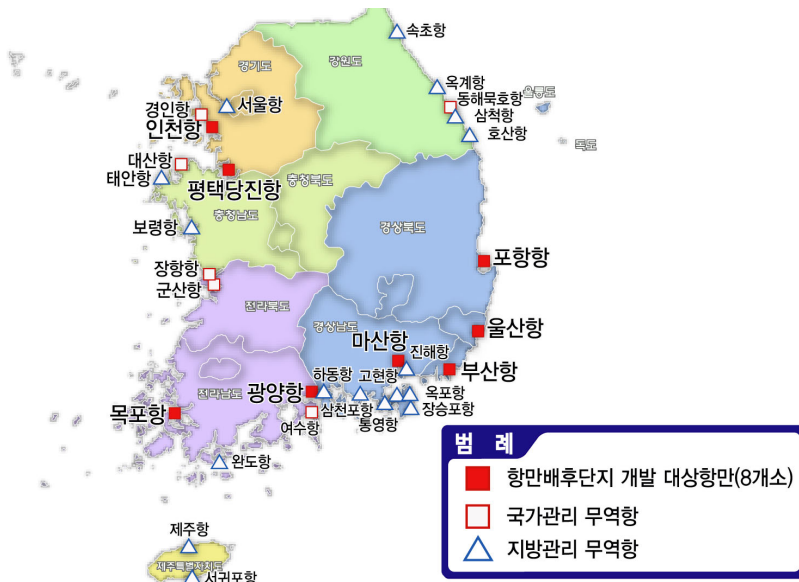 속초항
경기도
강원도
옥계항
동해묵호항
울릉도
경인항
서울항
삼척항
인천항
호산항
독도
대산항
태안항
평택당진항
충청북도
충청남도
보령항
경상북도
포항항
장항항
군산항
전라북도
경상남도
울산항
마산항
진해항
부산항
하동항
고현항
전라남도
광양항
목포항
삼천포항
옥포항
장승포항
통영항
여수항
완도항
제주항
제주특별자치도
서귀포항
범 례
항만배후단지 개발 대상항만(8개소)
국가관리 무역항
지방관리 무역항